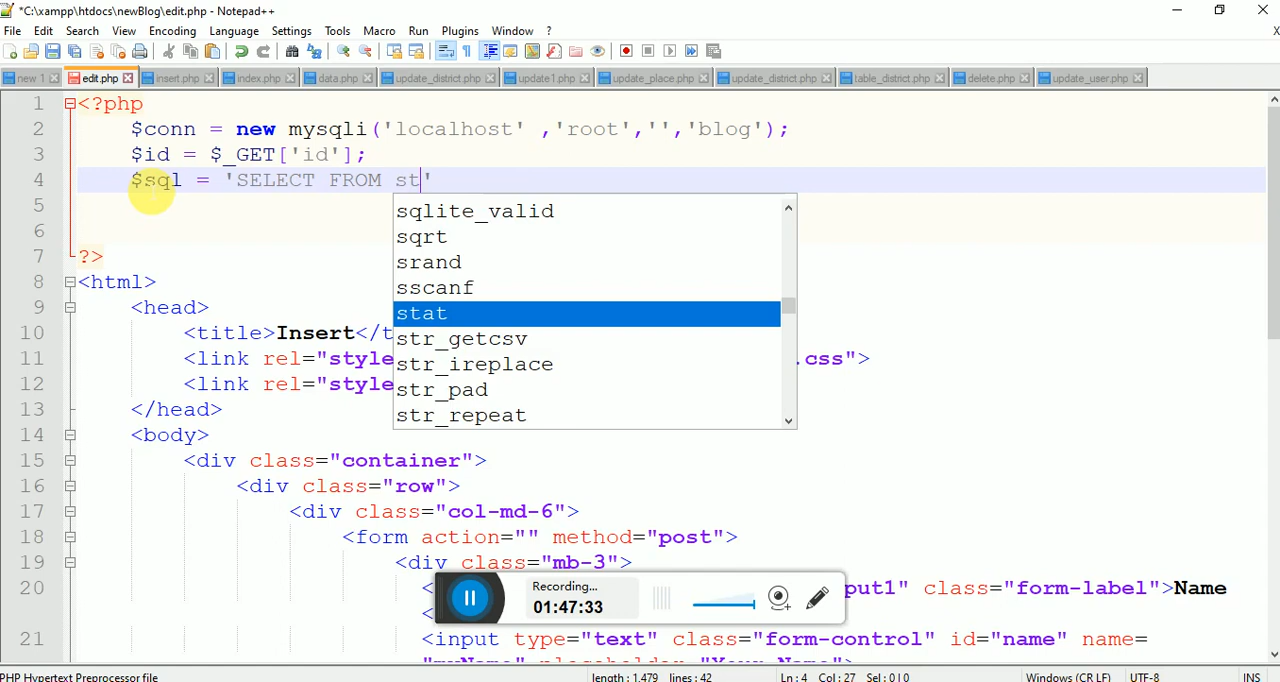 *C:\xampp\htdocs\newBlog\edit.php - Notepad++
File Edit Search View Encoding Language Settings Tools Macro Run Plugins Window ? X
new 1 edit.php insert.php index.php data.php update_district.php update1.php update_place.php update_district.php table_district.php delete.php update_user.php
1 <?php
2 $conn = new mysqli('localhost' ,'root','','blog');
3 $id = $_GET['id'];
4 $sql = 'SELECT FROM st'
5 sqlite_valid
6 sqrt
7 ?> srand
8 <html> sscanf
9 <head> stat
10 <title>Insert</t str_getcsv
11 <link rel="style str_ireplace .css">
12 <link rel="style str_pad
13 </head> str_repeat
14 <body>
15 <div class="container">
16 <div class="row">
17 <div class="col-md-6">
18 <form action="" method="post">
19 <div class="mb-3">
Recording...
20 < put1" class="form-label">Name
01:47:33
<
21 <input type="text" class="form-control" id="name" name=
PHP Hypertext Preprocessor file length : 1,479 lines : 42 Ln : 4 Col : 27 Sel : 0 | 0 Windows (CR LF) UTF-8 INS